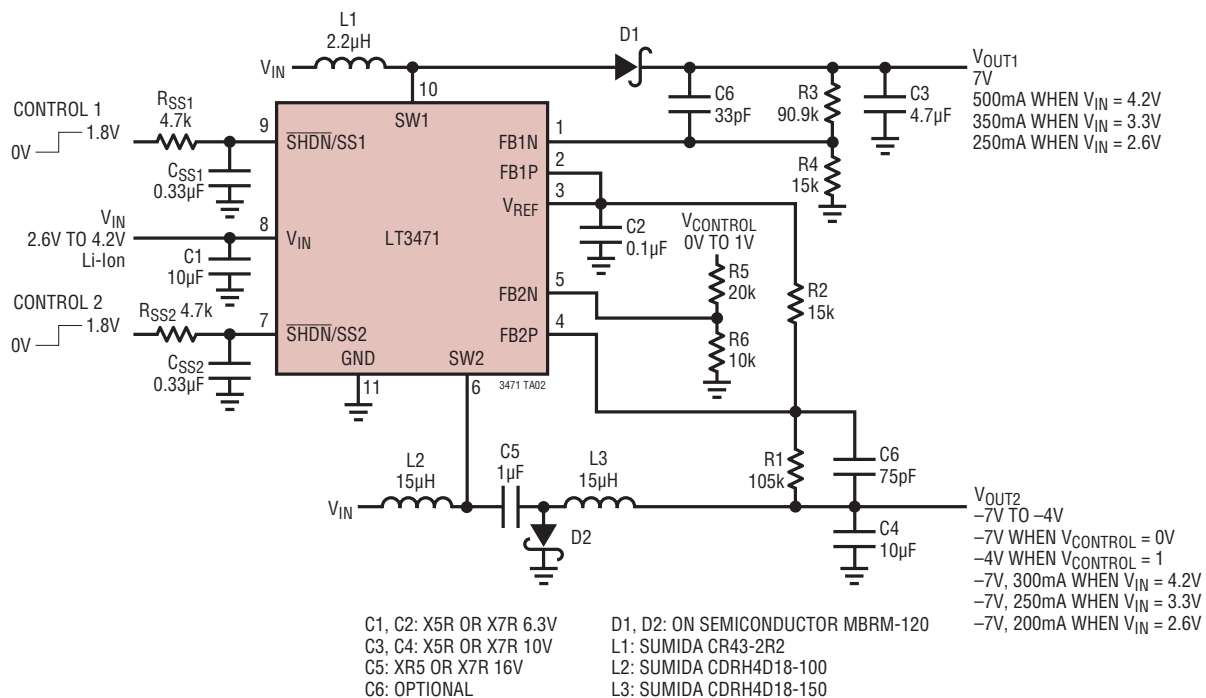 L1
2.2µH
D1
VIN
VOUT1
7V
500mA WHEN VIN = 4.2V
350mA WHEN VIN = 3.3V
250mA WHEN VIN = 2.6V
10
SW1
C6
33pF
R3
90.9k
C3
4.7µF
CONTROL 1
1.8V
0V
RSS1
4.7k
9
SHDN/SS1
CSS1
0.33µF
FB1N
1
R4
15k
FB1P
2
VREF
3
VIN
2.6V TO 4.2V
Li-Ion
8
VIN
C1
10µF
LT3471
C2
0.1µF
VCONTROL
0V TO 1V
R5
20k
R2
15k
FB2N
5
R6
10k
CONTROL 2
1.8V
0V
RSS2 4.7k
7
SHDN/SS2
CSS2
0.33µF
FB2P
4
GND
11
SW2
6
3471 TA02
L2
15µH
VIN
C5
1µF
D2
L3
15µH
R1
105k
C6
75pF
C4
10µF
VOUT2
–7V TO –4V
–7V WHEN VCONTROL = 0V
–4V WHEN VCONTROL = 1
–7V, 300mA WHEN VIN = 4.2V
–7V, 250mA WHEN VIN = 3.3V
–7V, 200mA WHEN VIN = 2.6V
C1, C2: X5R OR X7R 6.3V
C3, C4: X5R OR X7R 10V
C5: XR5 OR X7R 16V
C6: OPTIONAL
D1, D2: ON SEMICONDUCTOR MBRM-120
L1: SUMIDA CR43-2R2
L2: SUMIDA CDRH4D18-100
L3: SUMIDA CDRH4D18-150